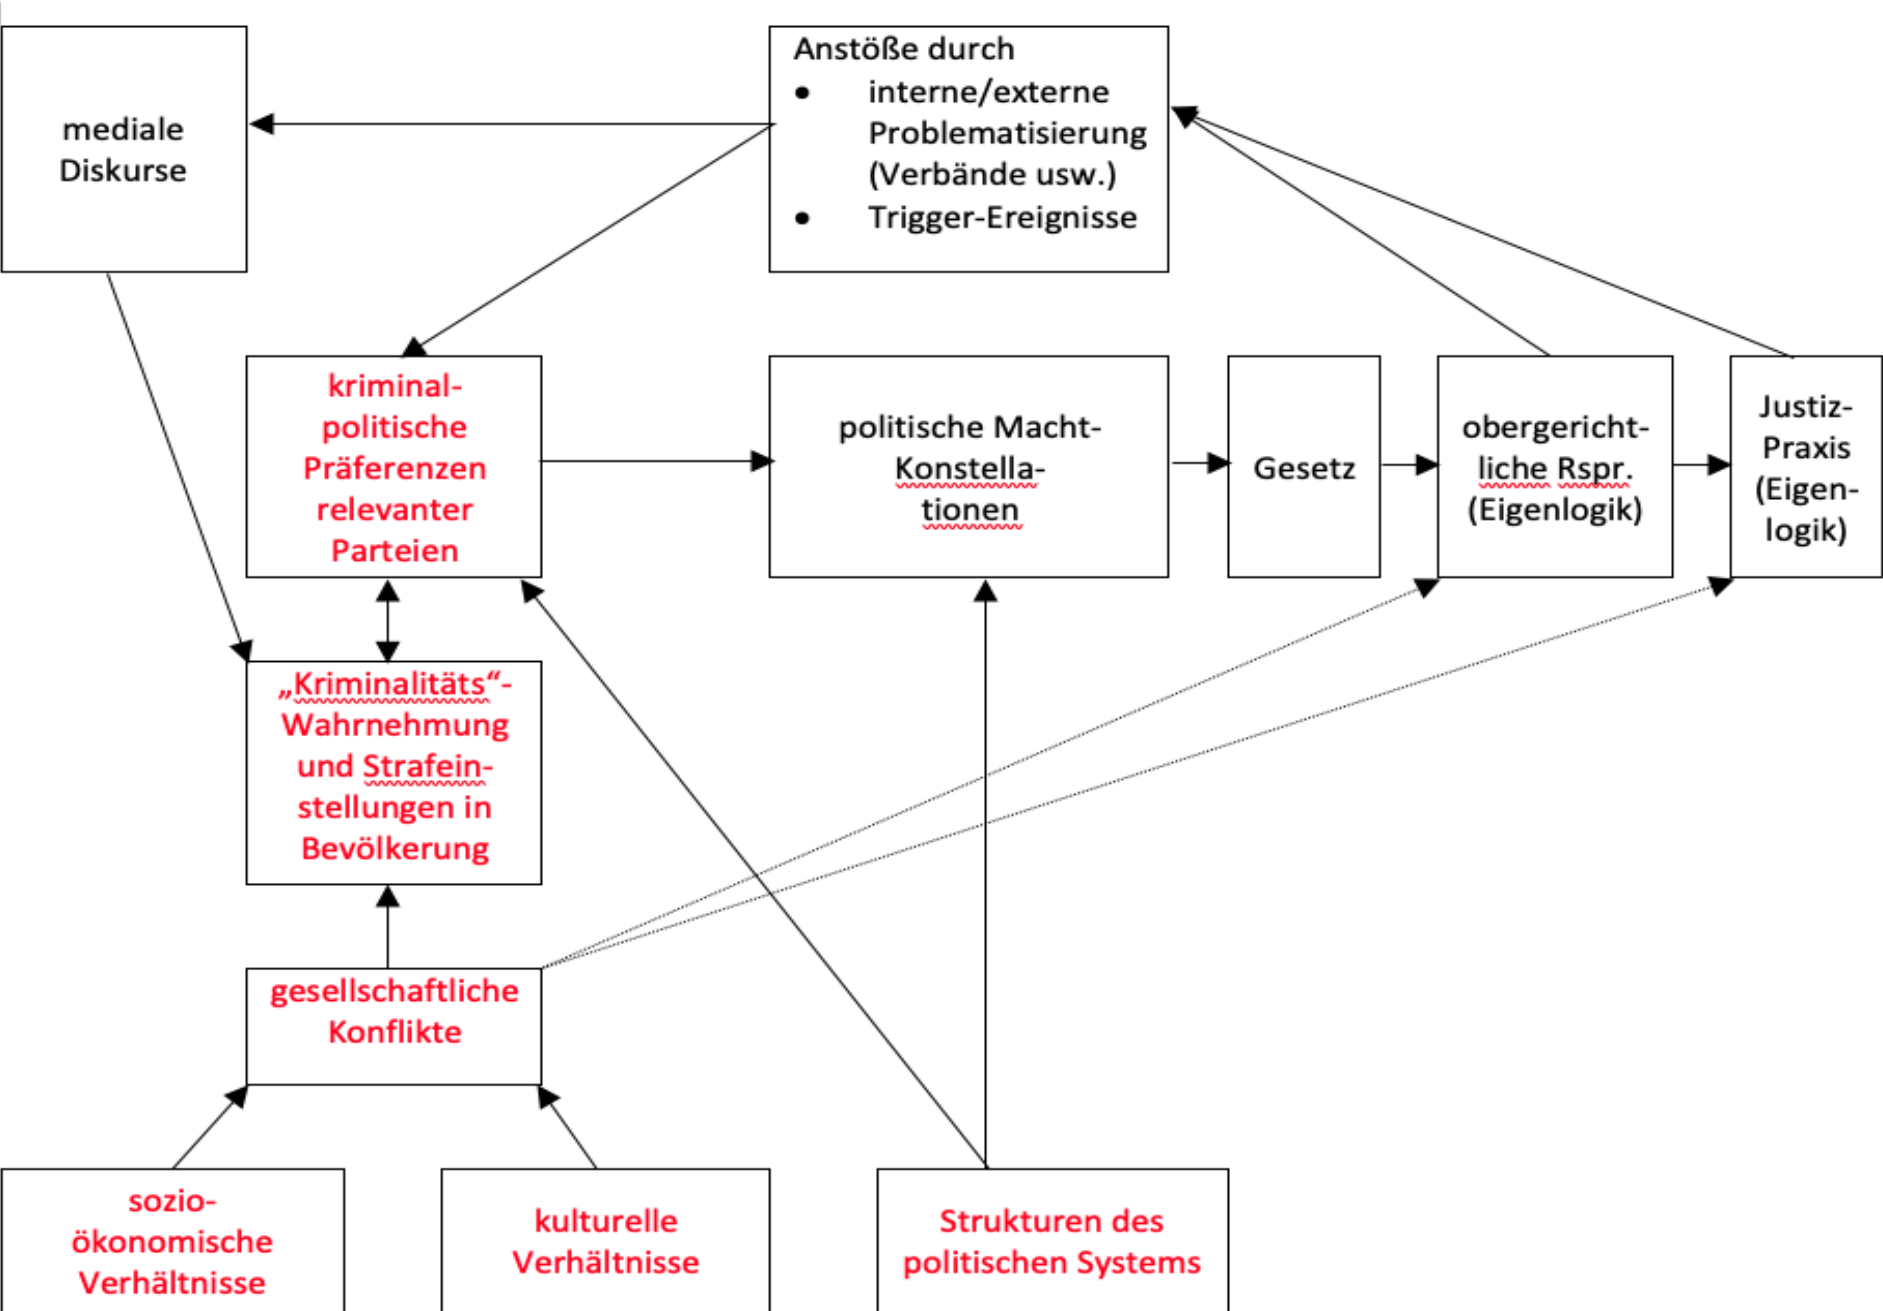 mediale
Diskurse
Anstöße durch
• interne/externe
Problematisierung
(Verbände usw.)
• Trigger-Ereignisse
kriminal-
politische
Präferenzen
relevanter
Parteien
politische Macht-
Konstella-
tionen
Gesetz
obergericht-
liche Rspr.
(Eigenlogik)
Justiz-
Praxis
(Eigen-
logik)
„Kriminalitäts“-
Wahrnehmung
und Strafein-
stellungen in
Bevölkerung
gesellschaftliche
Konflikte
sozio-
ökonomische
Verhältnisse
kulturelle
Verhältnisse
Strukturen des
politischen Systems